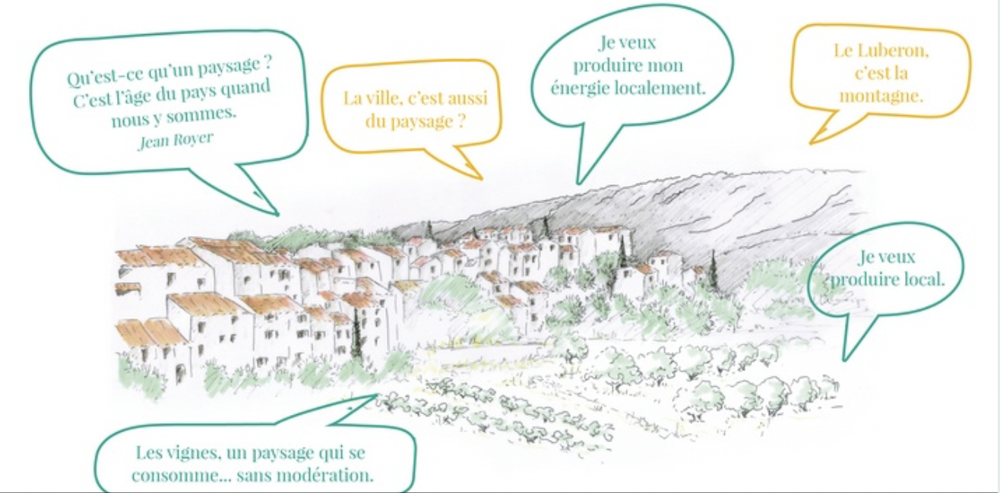 Qu'est-ce qu'un paysage ?
C'est l'âge du pays quand
nous y sommes.
Jean Royer
La ville, c'est aussi
du paysage ?
Je veux
produire mon
énergie localement.
Le Luberon,
c'est la
montagne.
Je veux
produire local.
Les vignes, un paysage qui se
consomme... sans modération.